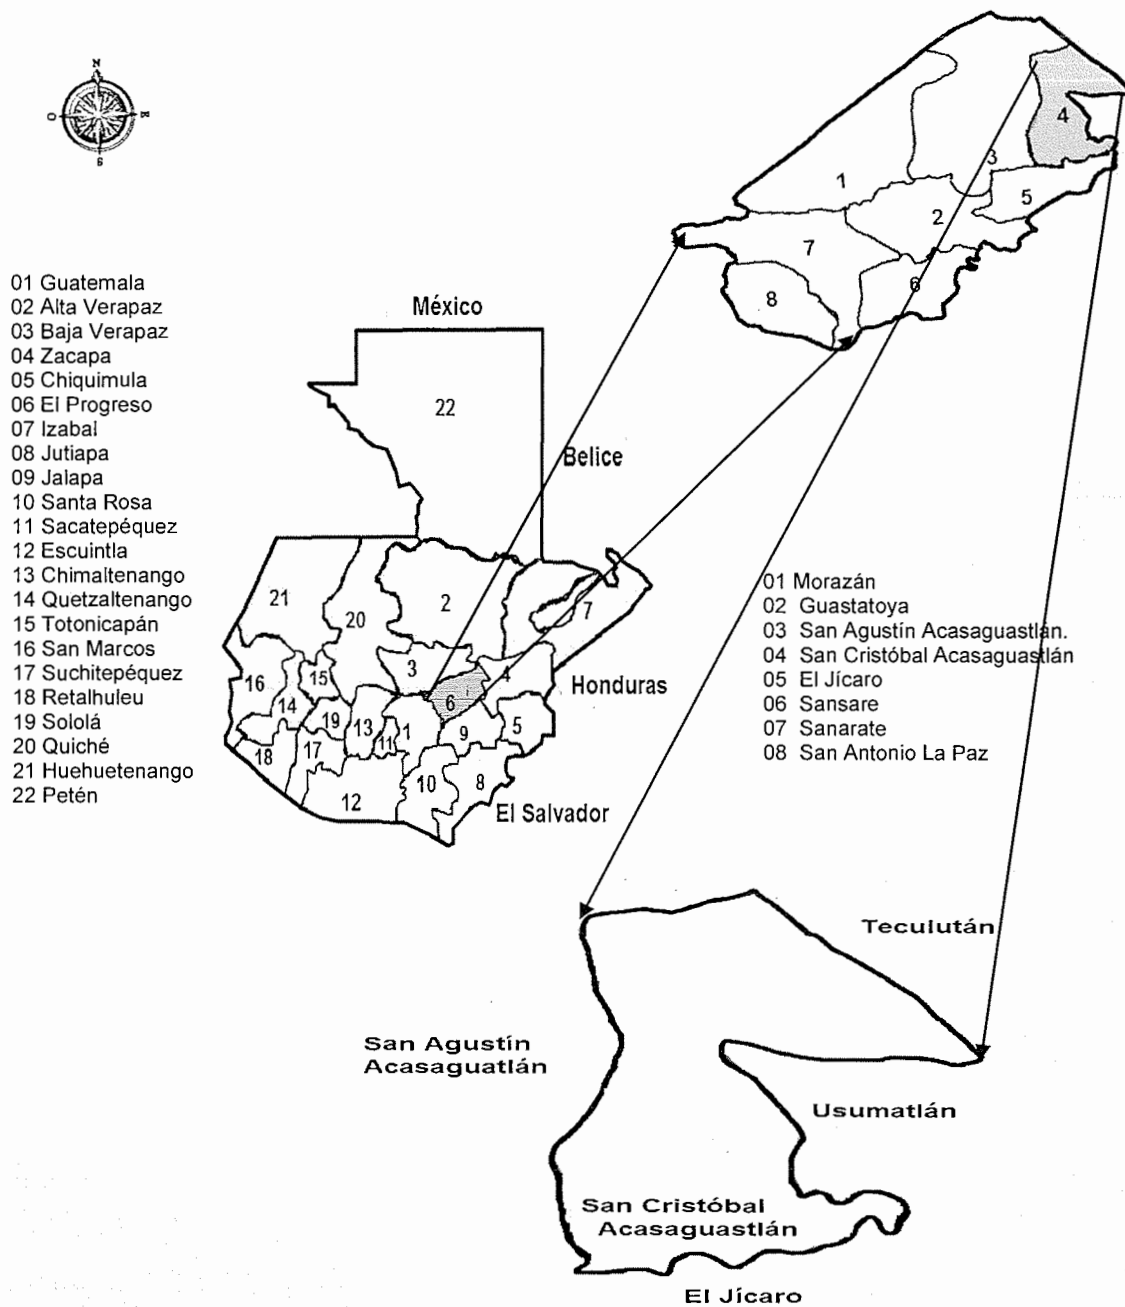 N
O
S
01 Guatemala
02 Alta Verapaz
03 Baja Verapaz
04 Zacapa
05 Chiquimula
06 El Progreso
07 Izabal
08 Jutiapa
09 Jalapa
10 Santa Rosa
11 Sacatepéquez
12 Escuintla
13 Chimaltenango
14 Quetzaltenango
15 Totonicapán
16 San Marcos
17 Suchitepéquez
18 Retalhuleu
19 Sololá
20 Quiché
21 Huehuetenango
22 Petén
4
3
1
5
2
7
6
8
México
22
Belice
21
20
2
7
3
4
15
16
6
Honduras
14
19
13
1
9
5
11
18
17
10
8
12
El Salvador
01 Morazán
02 Guastatoya
03 San Agustín Acasaguastlán.
04 San Cristóbal Acasaguastlán
05 El Jícaro
06 Sansare
07 Sanarate
08 San Antonio La Paz
Teculután
San Agustín
Acasaguatlán
Usumatlán
San Cristóbal
Acasaguastlán
El Jícaro